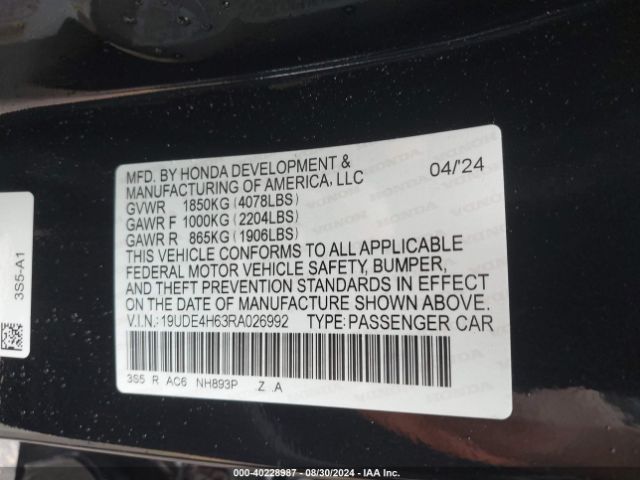 MFD. BY HONDA DEVELOPMENT & 04/'24
MANUFACTURING OF AMERICA, LLC
GVWR 1850KG (4078LBS)
GAWR F 1000KG (2204LBS)
GAWR R 865KG (1906LBS)
THIS VEHICLE CONFORMS TO ALL APPLICABLE
FEDERAL MOTOR VEHICLE SAFETY, BUMPER,
AND THEFT PREVENTION STANDARDS IN EFFECT
ON THE DATE OF MANUFACTURE SHOWN ABOVE.
V.I.N.: 19UDE4H63RA026992 TYPE: PASSENGER CAR
3S5 R AC6 NH893P .Z .A
3S5-A1
000-40228987 - 08/30/2024 - IAA Inc.